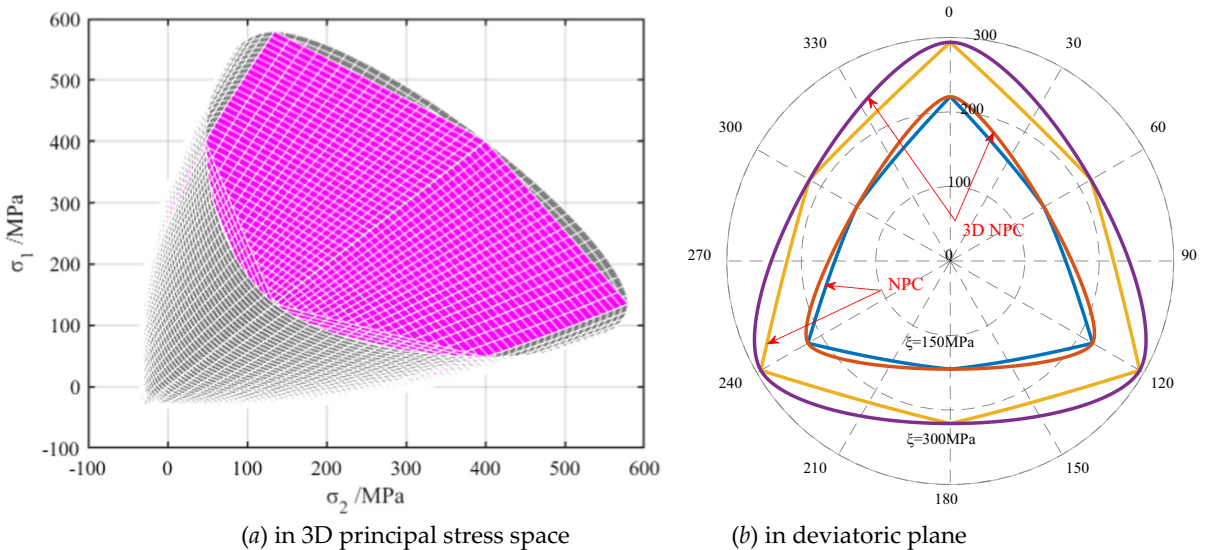 600
500
400
300
200
100
0
-100
-100 0 100 200 300 400 500 600
σ1 /MPa
σ2 /MPa
(a) in 3D principal stress space
0
330 300 30
300 200 60
100
3D NPC
270 0 90
NPC
ξ=150MPa
240 120
ξ=300MPa
210 150
180
(b) in deviatoric plane